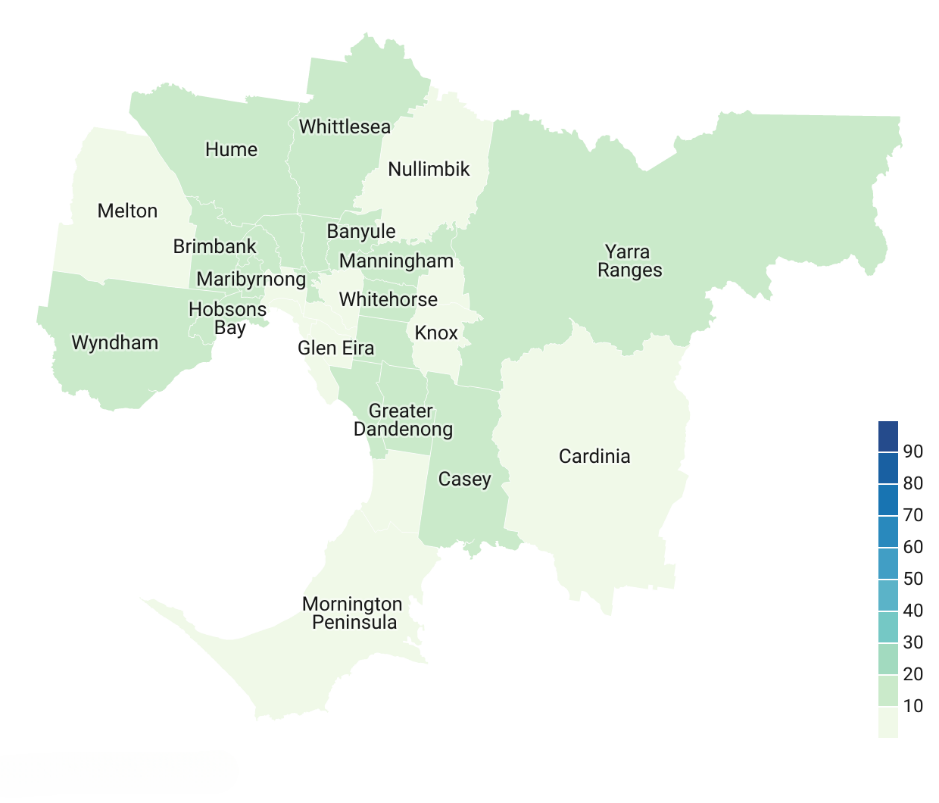 Whittlesea
Hume
Nullimbik
Melton
Banyule
Brimbank
Manningham
Yarra
Ranges
Maribyrnong
Whitehorse
Hobsons
Bay
Knox
Wyndham
Glen Eira
Greater
Dandenong
Cardinia
Casey
Mornington
Peninsula
90
80
70
60
50
40
30
20
10